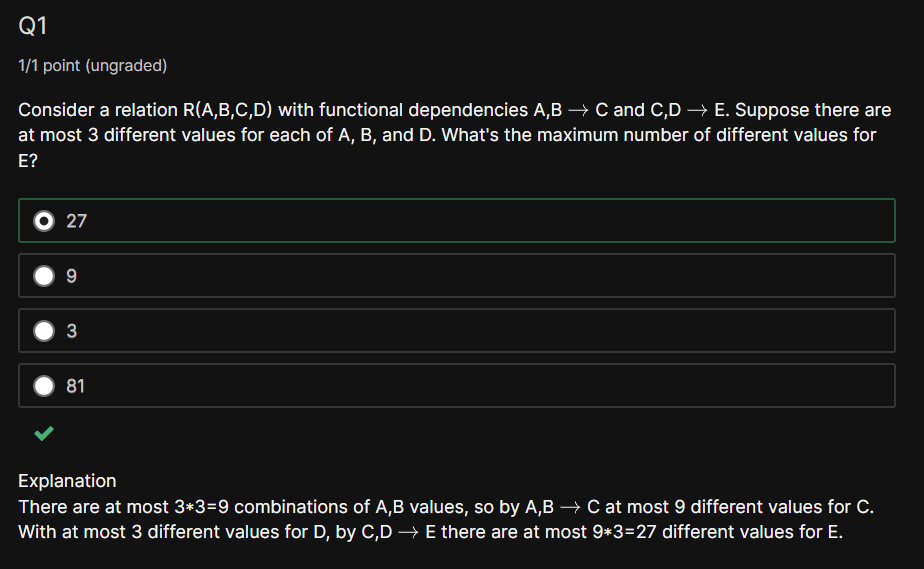 Q1
1/1 point (ungraded)
Consider a relation R(A,B,C,D) with functional dependencies A,B → C and C,D → E. Suppose there are
at most 3 different values for each of A, B, and D. What's the maximum number of different values for
E?
27
9
3
81
Explanation
There are at most 3*3=9 combinations of A,B values, so by A,B → C at most 9 different values for C.
With at most 3 different values for D, by C,D → E there are at most 9*3=27 different values for E.